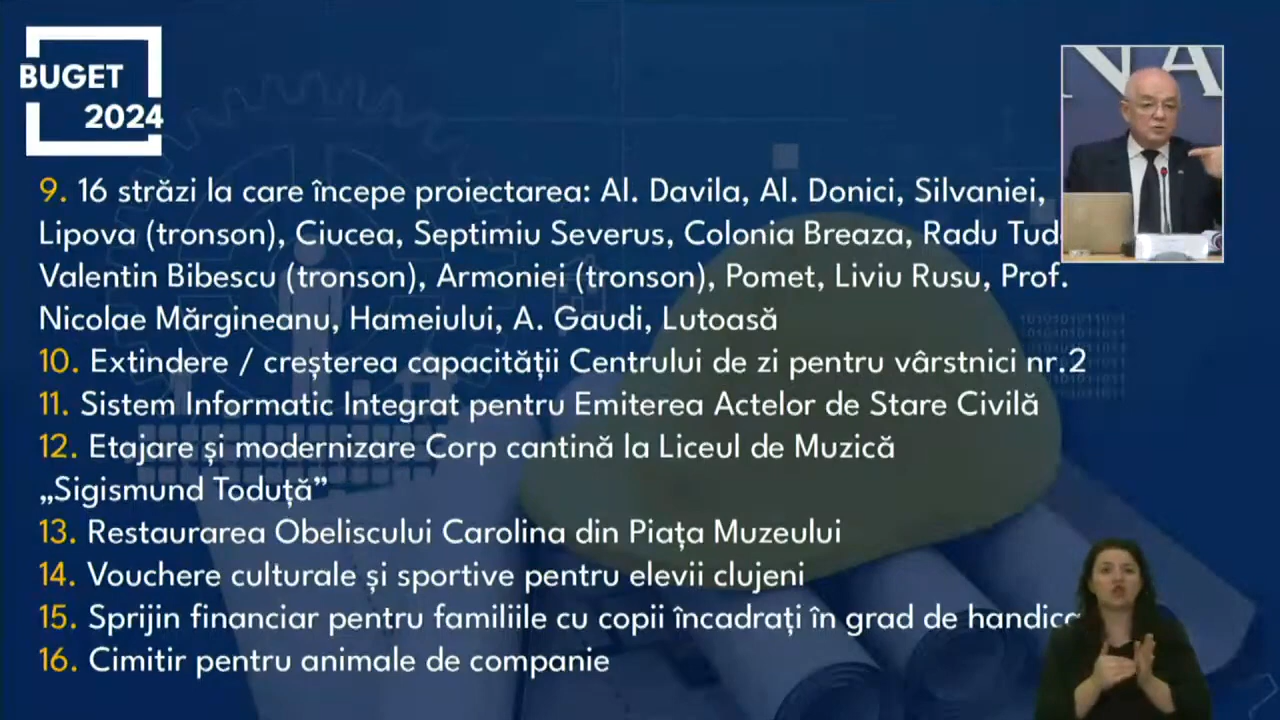 BUGET
2024
NA
9. 16 străzi la care începe proiectarea: Al. Davila, Al. Donici, Silvaniei,
Lipova (tronson), Ciucea, Septimiu Severus, Colonia Breaza, Radu Tud
Valentin Bibescu (tronson), Armoniei (tronson), Pomet, Liviu Rusu, Prof.
Nicolae Mărgineanu, Hameiului, A. Gaudi, Lutoasă
10. Extindere / creșterea capacității Centrului de zi pentru vârstnici nr.2
11. Sistem Informatic Integrat pentru Emiterea Actelor de Stare Civilă
12. Etajare și modernizare Corp cantină la Liceul de Muzică
„Sigismund Toduță”
13. Restaurarea Obeliscului Carolina din Piața Muzeului
14. Vouchere culturale și sportive pentru elevii clujeni
15. Sprijin financiar pentru familiile cu copii încadrați în grad de handica
16. Cimitir pentru animale de companie